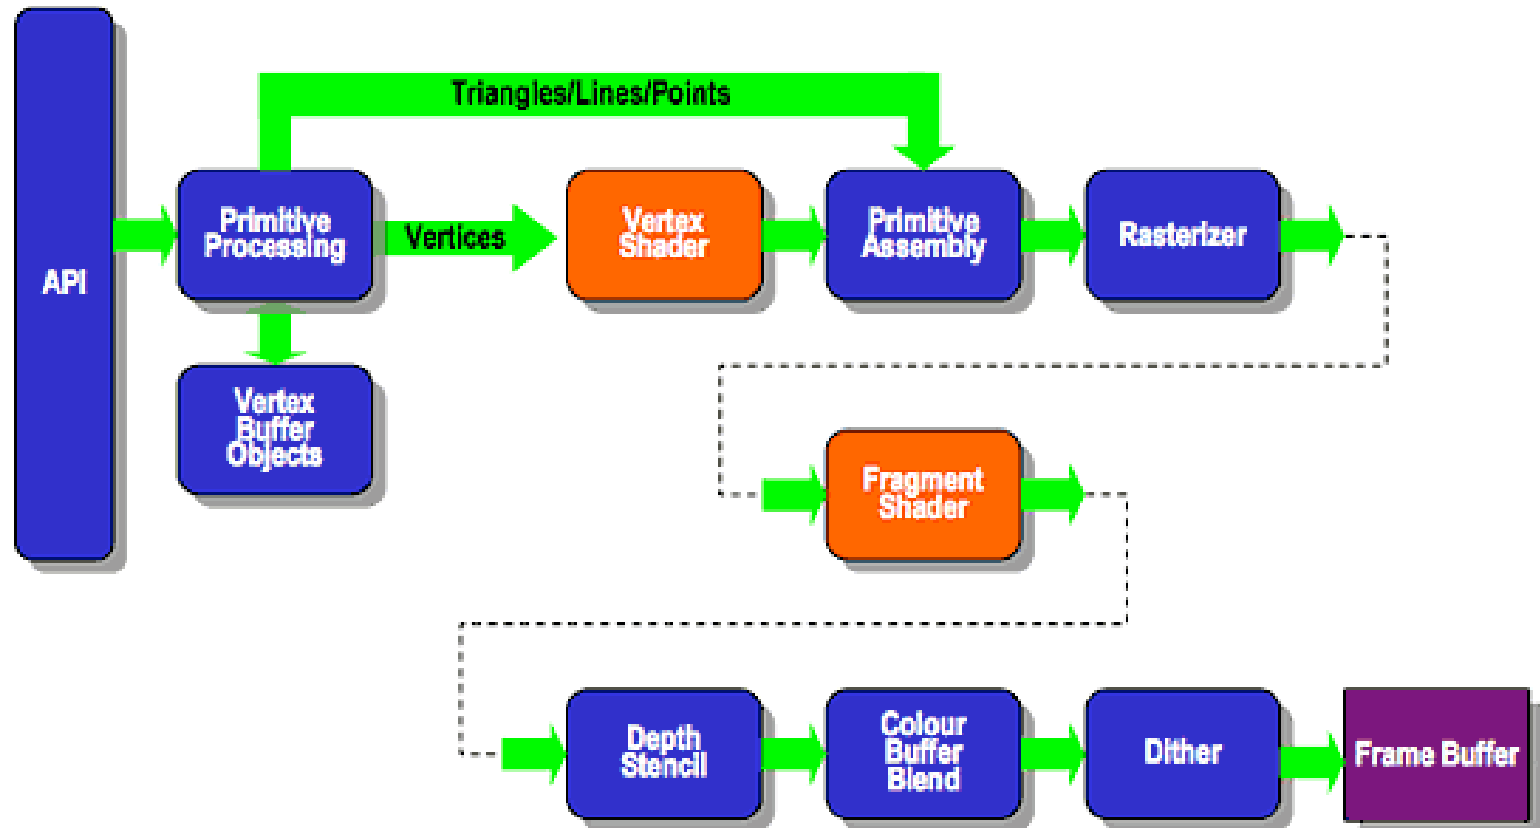 Triangles/Lines/Points
API
Primitive
Processing
Vertices
Vertex
Shader
Primitive
Assembly
Rasterizer
Vertex
Buffer
Objects
Fragment
Shader
Depth
Stencil
Colour
Buffer
Blend
Dither
Frame Buffer